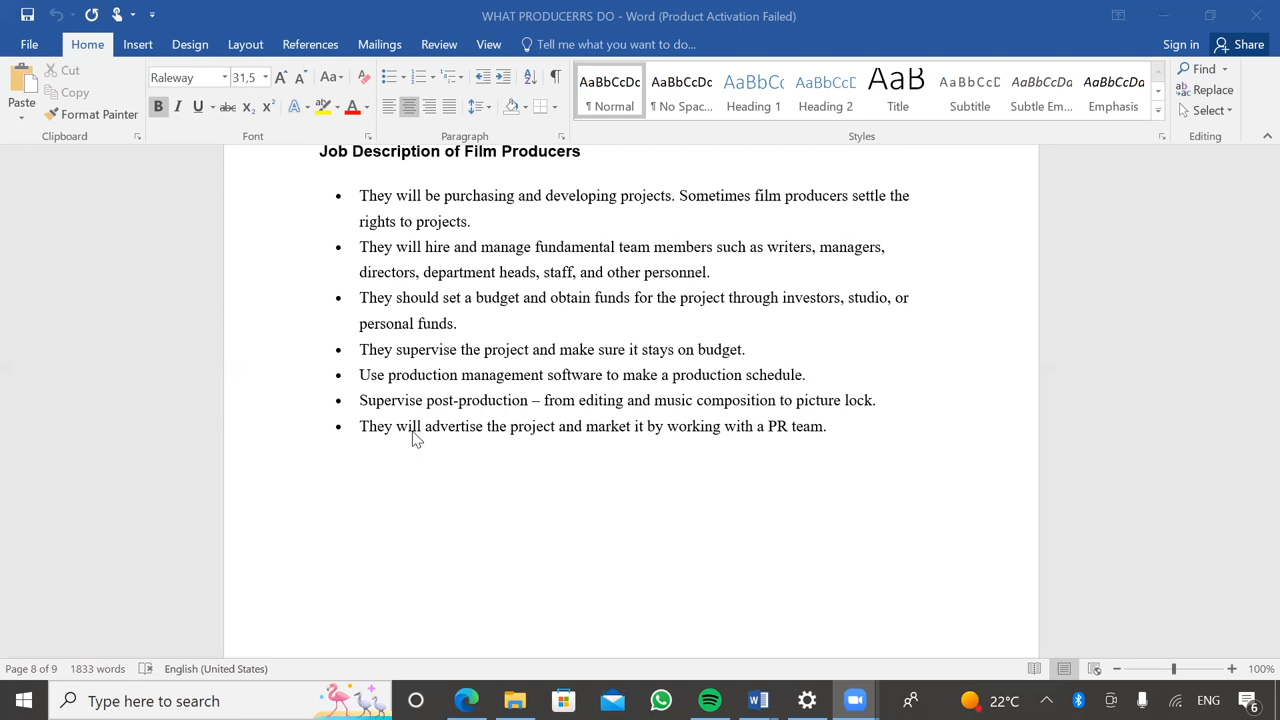 WHAT PRODUCERRS DO - Word (Product Activation Failed)
File Home Insert Design Layout References Mailings Review View Tell me what you want to do... Sign in Share
Paste
Cut
Copy
Format Painter
Clipboard
Raleway 31,5 Aa
B I U abc x2 x2 A A
Font
Paragraph
AaBbCcDc AaBbCcDc AaBbCc AaBbCcD AaB AaBbCcD AaBbCcDc AaBbCcDc
¶ Normal ¶ No Spac... Heading 1 Heading 2 Title Subtitle Subtle Em... Emphasis
Styles
Find
Replace
Select
Editing
Job Description of Film Producers
• They will be purchasing and developing projects. Sometimes film producers settle the
rights to projects.
• They will hire and manage fundamental team members such as writers, managers,
directors, department heads, staff, and other personnel.
• They should set a budget and obtain funds for the project through investors, studio, or
personal funds.
• They supervise the project and make sure it stays on budget.
• Use production management software to make a production schedule.
• Supervise post-production – from editing and music composition to picture lock.
• They will advertise the project and market it by working with a PR team.
Page 8 of 9 1833 words English (United States) 100%
Type here to search 22°C ENG 6